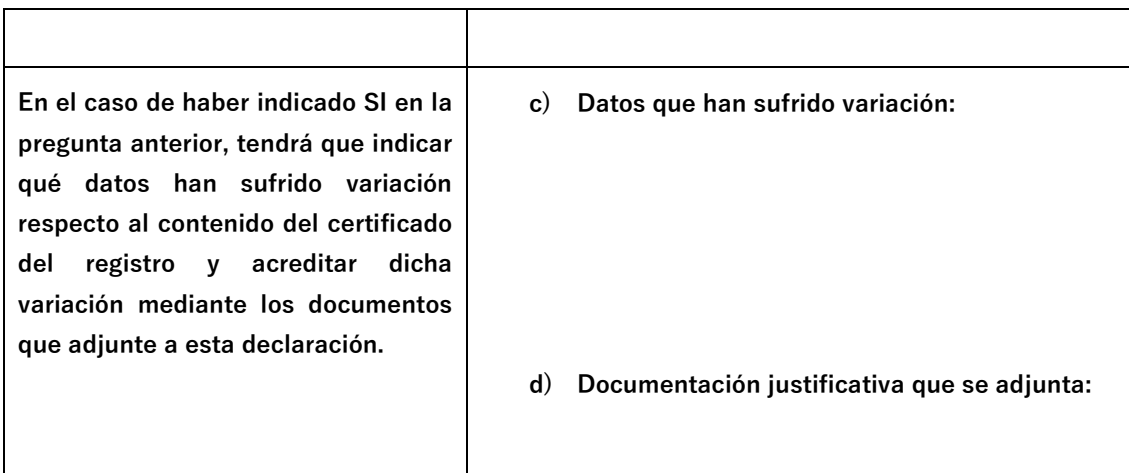 En el caso de haber indicado SI en la
pregunta anterior, tendrá que indicar
qué datos han sufrido variación
respecto al contenido del certificado
del registro y acreditar dicha
variación mediante los documentos
que adjunte a esta declaración.
c) Datos que han sufrido variación:
d) Documentación justificativa que se adjunta: